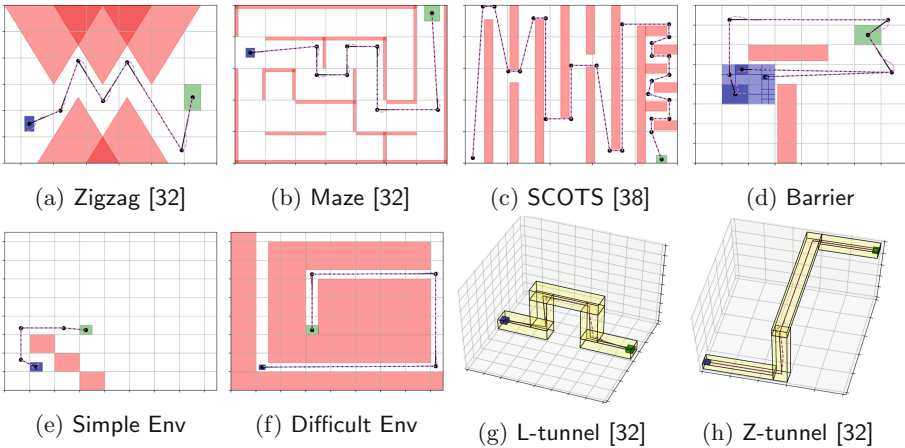 (a) Zigzag [32]
(b) Maze [32]
(c) SCOTS [38]
(d) Barrier
(e) Simple Env
(f) Difficult Env
(g) L-tunnel [32]
(h) Z-tunnel [32]